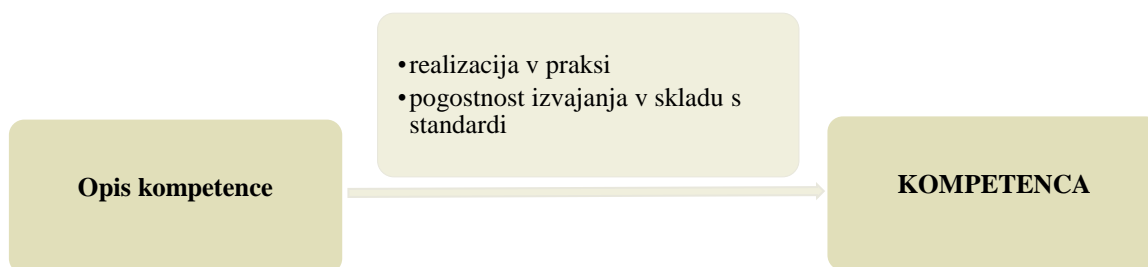 •realizacija v praksi
•pogostnost izvajanja v skladu s
standardi
Opis kompetence
KOMPETENCA